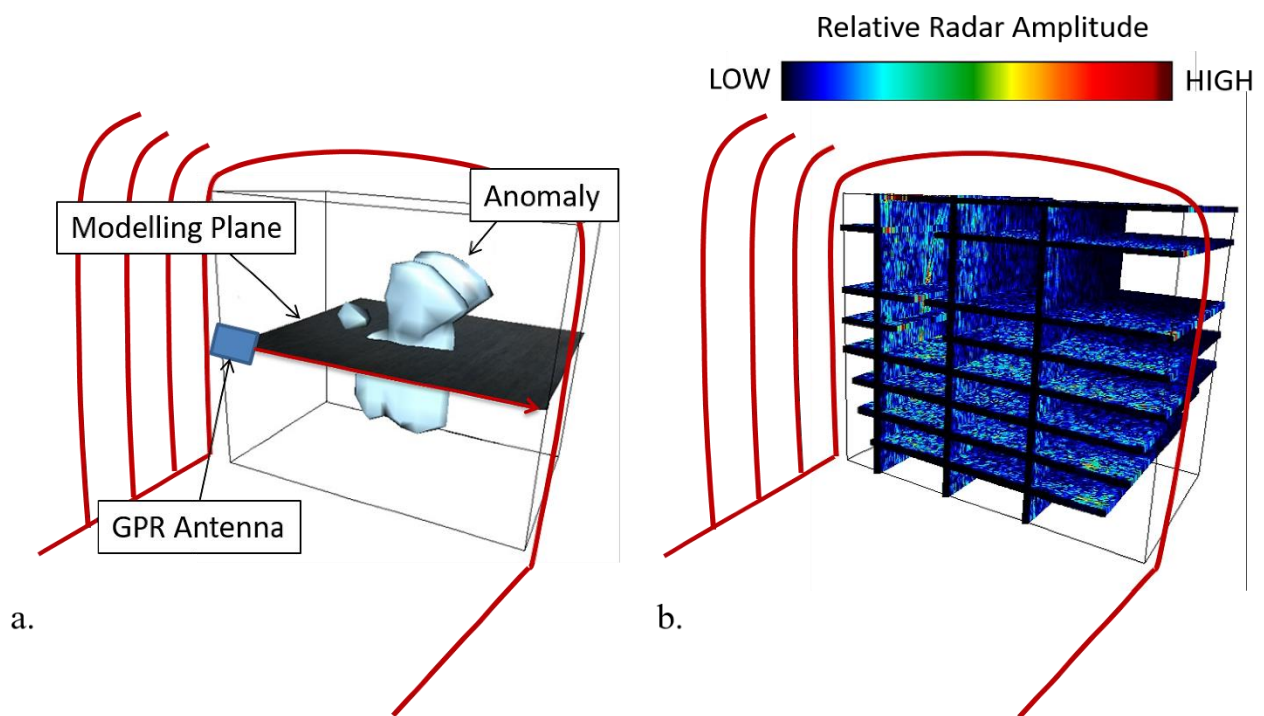 Relative Radar Amplitude
LOW
HIGH
Anomaly
Modelling Plane
GPR Antenna
a.
b.